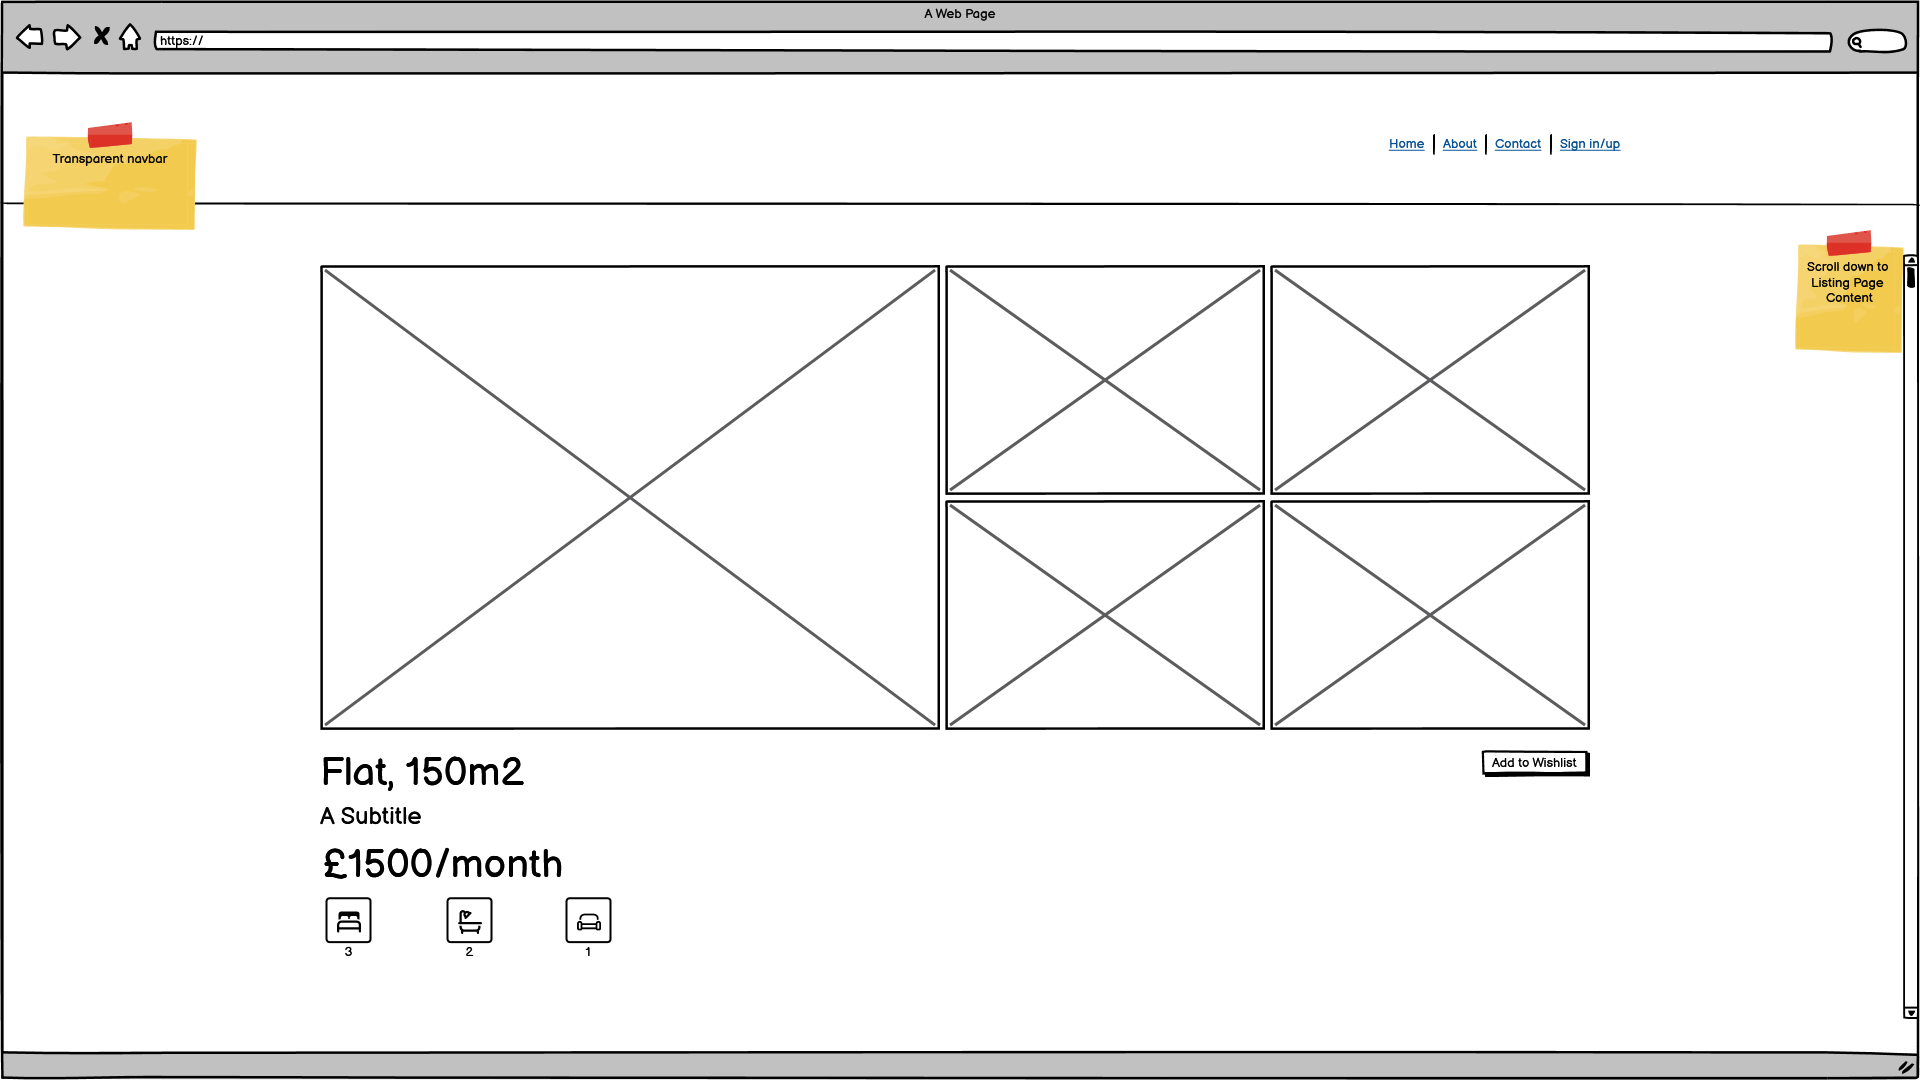 A Web Page
https://
Transparent navbar
Home
About
Contact
Sign in/up
Scroll down to
Listing Page
Content
Flat, 150m2
Add to Wishlist
A Subtitle
£1500/month
3
2
1